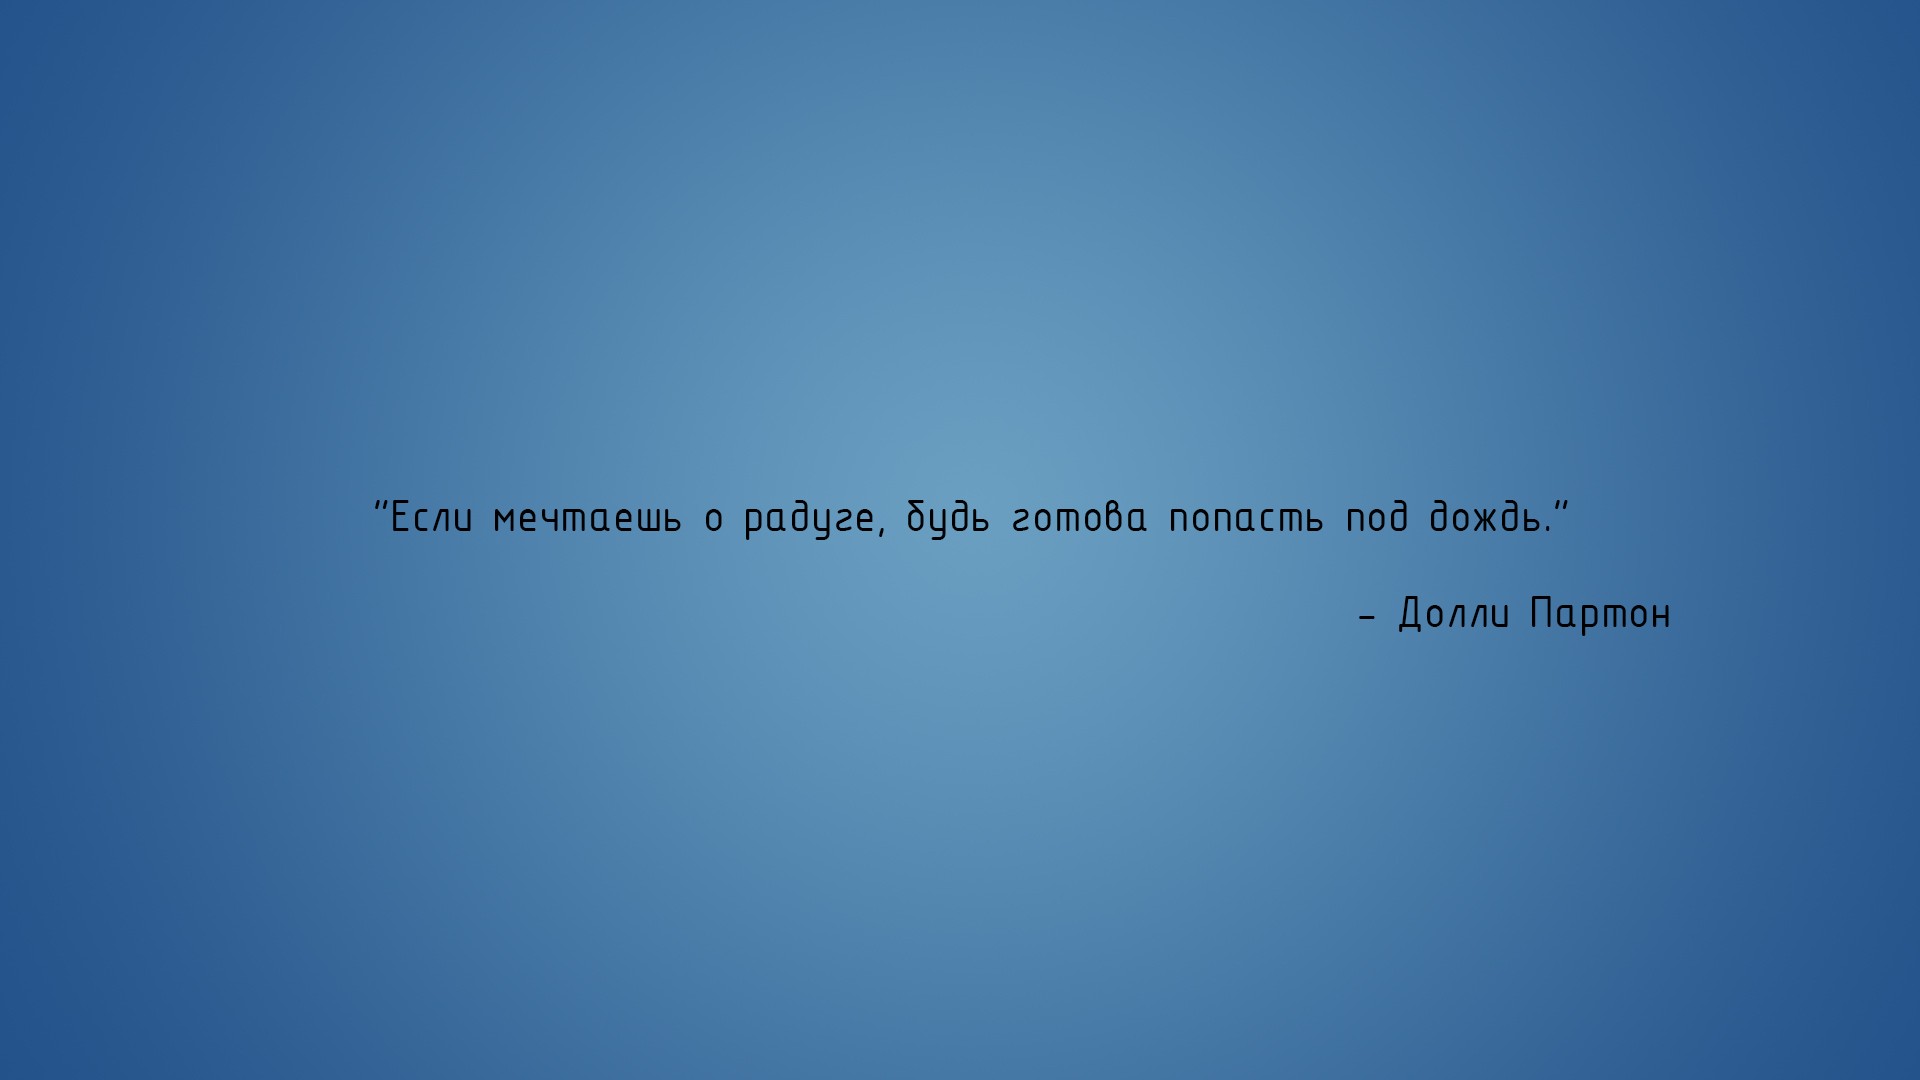 "Если мечтаешь о радуге, будь готова попасть под дождь."
- Долли Партон